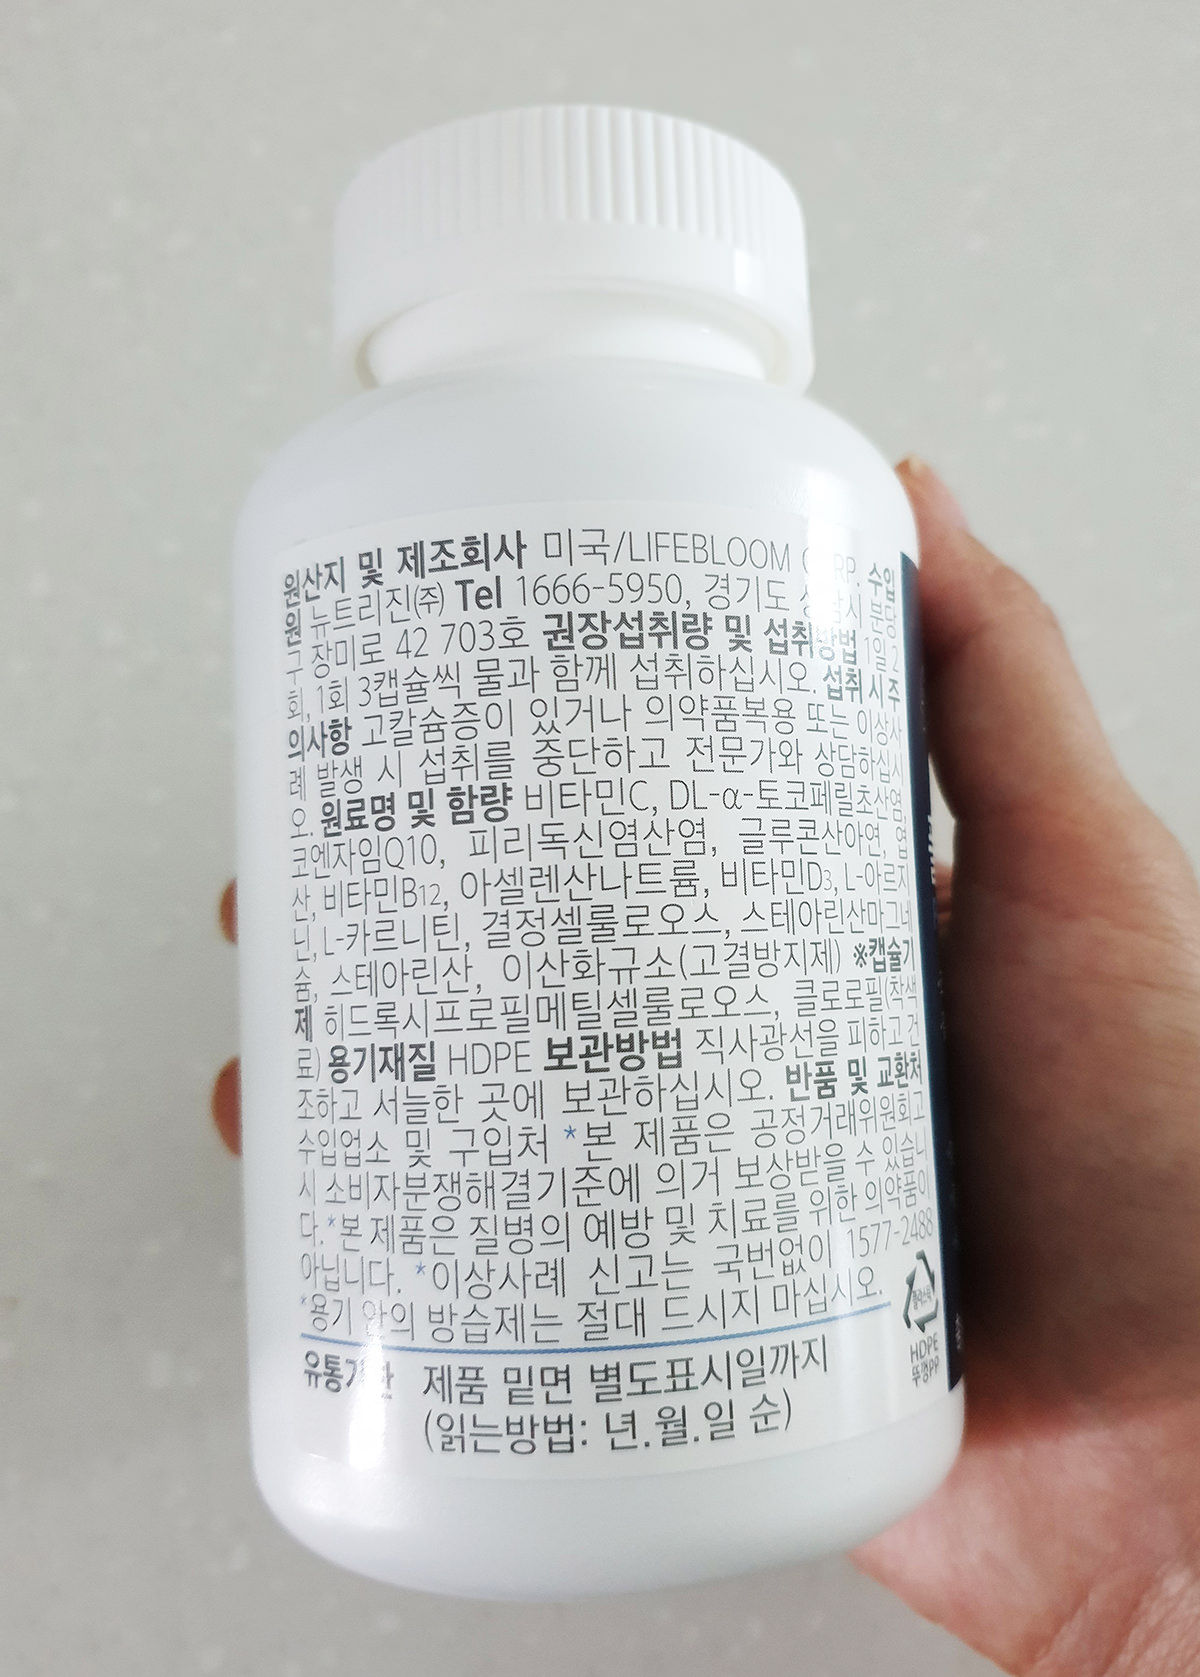 원산지 및 제조회사 미국/LIFEBLOOM CORP. 수입
원 뉴트리진(주) Tel 1666-5950, 경기도 성남시 분당
구 장미로 42 703호 권장섭취량 및 섭취방법 1일 2
회, 1회 3캡슐씩 물과 함께 섭취하십시오. 섭취 시 주
의사항 고칼슘증이 있거나 의약품복용 또는 이상사
례 발생 시 섭취를 중단하고 전문가와 상담하십시
오. 원료명 및 함량 비타민C, DL-α-토코페릴초산염,
코엔자임Q10, 피리독신염산염, 글루콘산아연, 엽
산, 비타민B12, 아셀렌산나트륨, 비타민D3, L-아르지
닌, L-카르니틴, 결정셀룰로오스, 스테아린산마그네
슘, 스테아린산, 이산화규소(고결방지제) ※캡슐기
제 히드록시프로필메틸셀룰로오스, 클로로필(착색
료) 용기재질 HDPE 보관방법 직사광선을 피하고 건
조하고 서늘한 곳에 보관하십시오. 반품 및 교환처
수입업소 및 구입처 *본 제품은 공정거래위원회고
시 소비자분쟁해결기준에 의거 보상받을 수 있습니
다. *본 제품은 질병의 예방 및 치료를 위한 의약품이
아닙니다. *이상사례 신고는 국번없이 1577-2488
*용기 안의 방습제는 절대 드시지 마십시오.
플라스틱
HDPE
뚜껑PP
유통기한 제품 밑면 별도표시일까지
(읽는방법: 년.월.일 순)